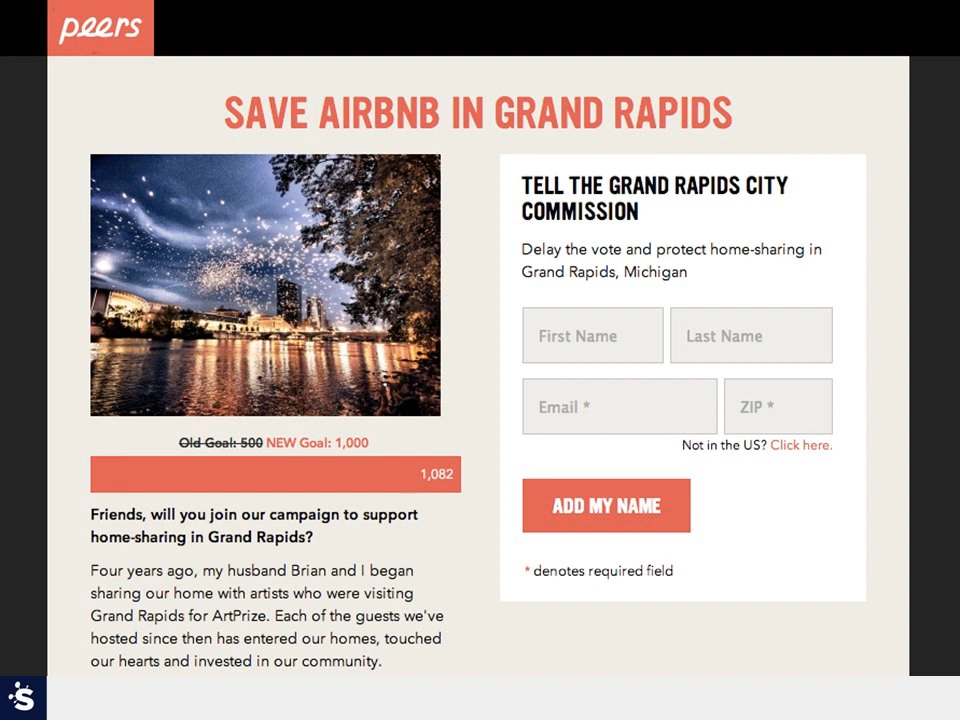 peers
SAVE AIRBNB IN GRAND RAPIDS
Old Goal: 500 NEW Goal: 1,000
1,082
Friends, will you join our campaign to support
home-sharing in Grand Rapids?
Four years ago, my husband Brian and I began
sharing our home with artists who were visiting
Grand Rapids for ArtPrize. Each of the guests we've
hosted since then has entered our homes, touched
our hearts and invested in our community.
TELL THE GRAND RAPIDS CITY
COMMISSION
Delay the vote and protect home-sharing in
Grand Rapids, Michigan
First Name Last Name
Email * ZIP *
Not in the US? Click here.
ADD MY NAME
* denotes required field
S